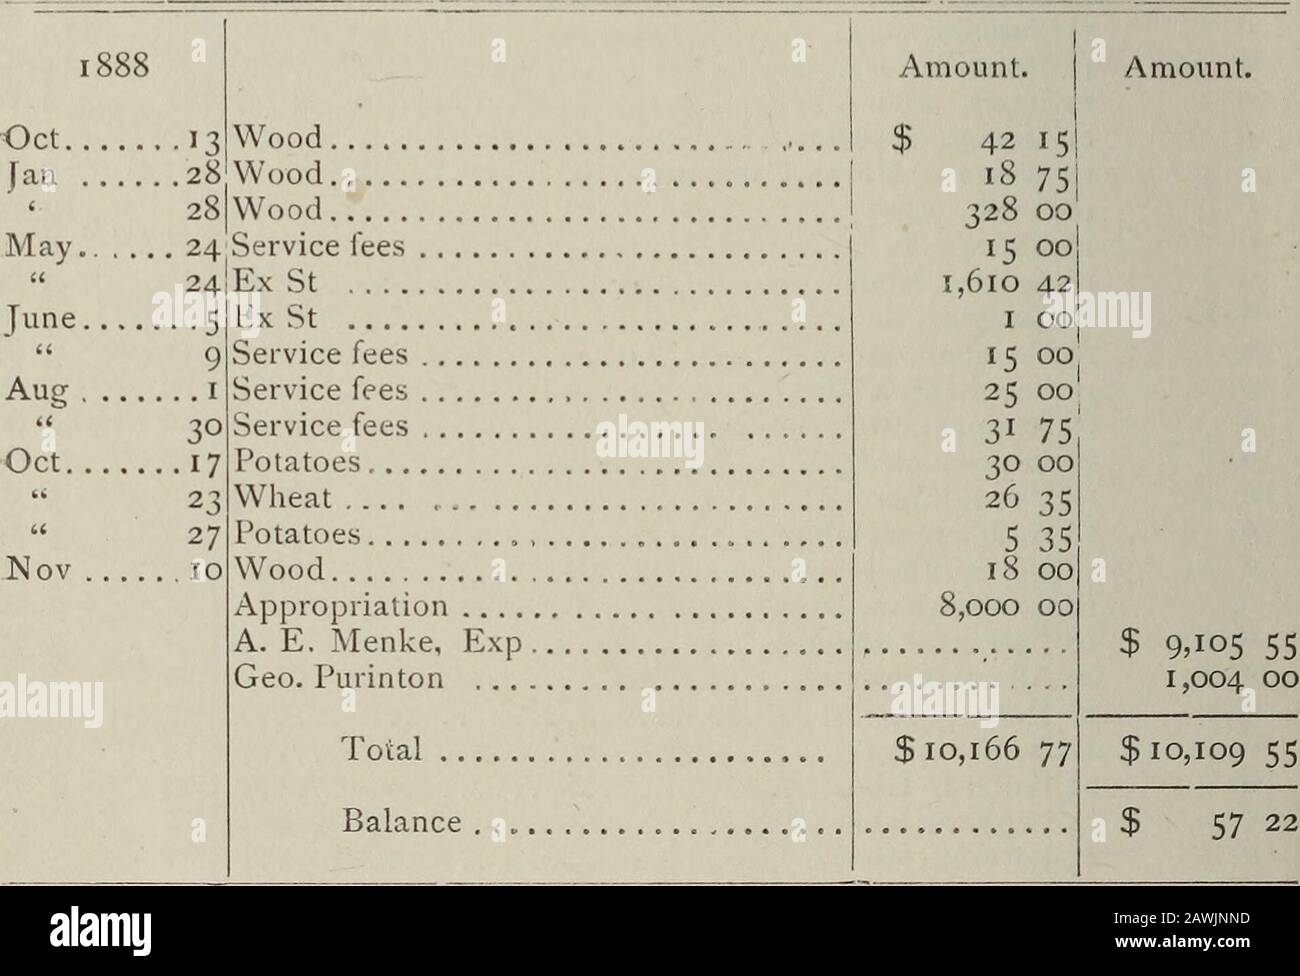 1888 Amount. Amount.
Oct.......13 Wood........ $ 42 15
Jan ......28 Wood........ 18 75
‘ 28 Wood........ 328 00
May.......24 Service fees........ 15 00
“ 24 Ex St ........ 1,610 42
June.......5 Ex St ........ 1 00
“ 9 Service fees........ 15 00
Aug.......1 Service fees........ 25 00
“ 30 Service fees........ 31 75
Oct.......17 Potatoes........ 30 00
“ 23 Wheat........ 26 35
“ 27 Potatoes........ 5 35
Nov......10 Wood........ 18 00
Appropriation........ 8,000 00
A. E. Menke, Exp........ $ 9,105 55
Geo. Purinton ........ 1,004 00
Total ........ $10,166 77 $10,109 55
Balance........ $ 57 22
alamy
Image ID: 2AWJNND
www.alamy.com